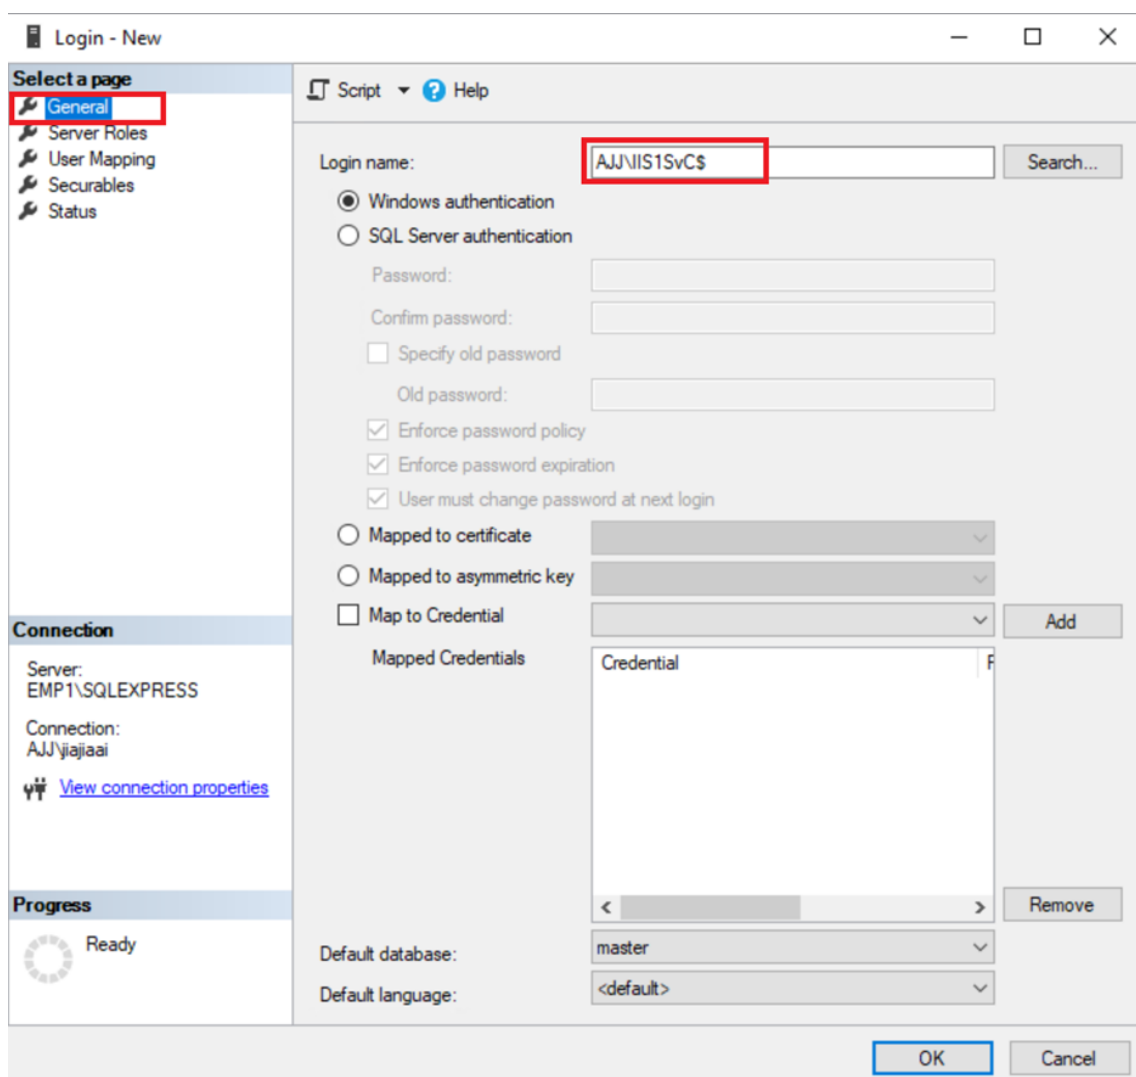 Login - New
Select a page
General
Server Roles
User Mapping
Securables
Status
Script
Help
Login name:
AJJ\IIS1SvC$
Search...
Windows authentication
SQL Server authentication
Password:
Confirm password:
Specify old password
Old password:
Enforce password policy
Enforce password expiration
User must change password at next login
Mapped to certificate
Mapped to asymmetric key
Map to Credential
Add
Mapped Credentials
Credential
Remove
Default database:
master
Default language:
<default>
Connection
Server:
EMP1\SQLEXPRESS
Connection:
AJJ\jiajiaai
View connection properties
Progress
Ready
OK
Cancel